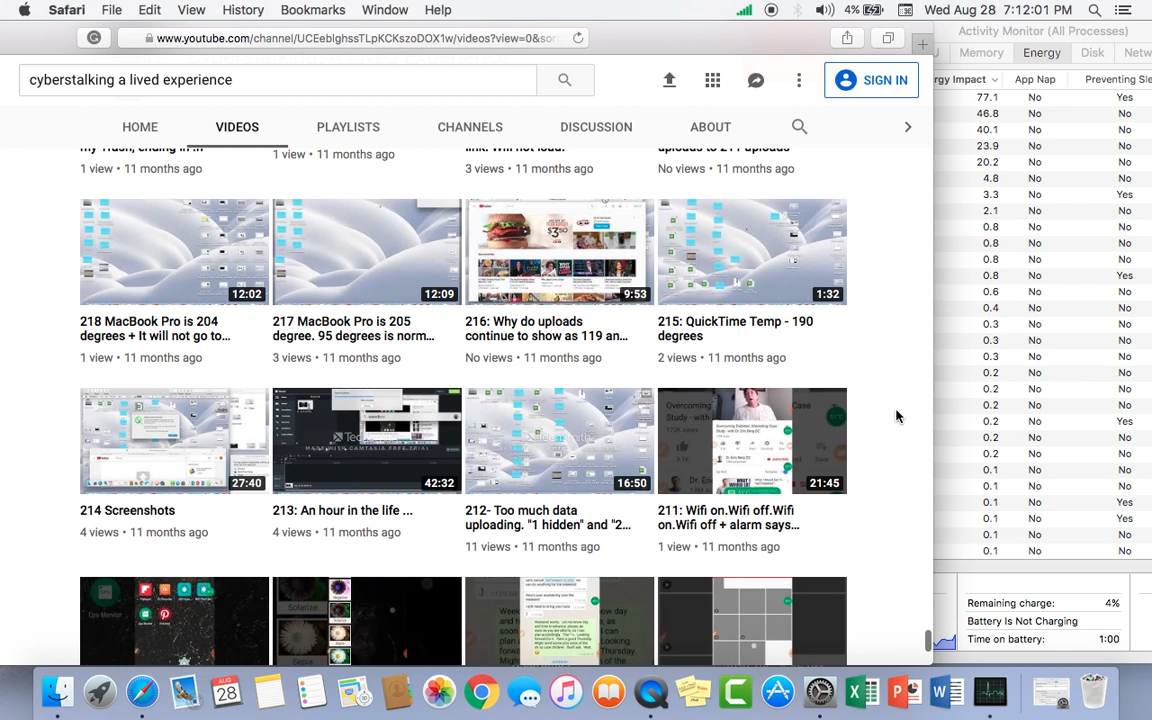 Safari File Edit View History Bookmarks Window Help 4% Wed Aug 28 7:12:01 PM
www.youtube.com/channel/UCEeblghssTLpKCKszoDOX1w/videos?view=0&sor
Activity Monitor (All Processes)
Memory Energy Disk Netw
cyberstalking a lived experience
SIGN IN
rgy Impact App Nap Preventing Sle
HOME VIDEOS PLAYLISTS CHANNELS DISCUSSION ABOUT
1 view • 11 months ago
1 view • 11 months ago
3 views • 11 months ago
No views • 11 months ago
12:02
12:09
9:53
1:32
218 MacBook Pro is 204
degrees + It will not go to...
1 view • 11 months ago
217 MacBook Pro is 205
degree. 95 degrees is norm...
3 views • 11 months ago
216: Why do uploads
continue to show as 119 an...
No views • 11 months ago
215: QuickTime Temp - 190
degrees
2 views • 11 months ago
27:40
42:32
16:50
21:45
214 Screenshots
4 views • 11 months ago
213: An hour in the life ...
4 views • 11 months ago
212- Too much data
uploading. "1 hidden" and "2...
11 views • 11 months ago
211: Wifi on.Wifi off.Wifi
on.Wifi off + alarm says...
1 view • 11 months ago
77.1 No Yes
46.8 No No
40.1 No No
23.9 No No
20.2 No No
4.8 No No
3.3 No Yes
2.1 No No
0.8 No No
0.8 No No
0.8 No No
0.8 No Yes
0.6 No No
0.4 No No
0.3 No No
0.3 No No
0.3 No No
0.2 No No
0.2 No No
0.2 No No
0.2 No Yes
0.2 No No
0.2 No No
0.1 No No
0.1 No No
0.1 No Yes
0.1 No Yes
0.1 No No
0.1 No No
Remaining charge: 4%
Battery Is Not Charging
Time on battery: 1:00
AUG
28